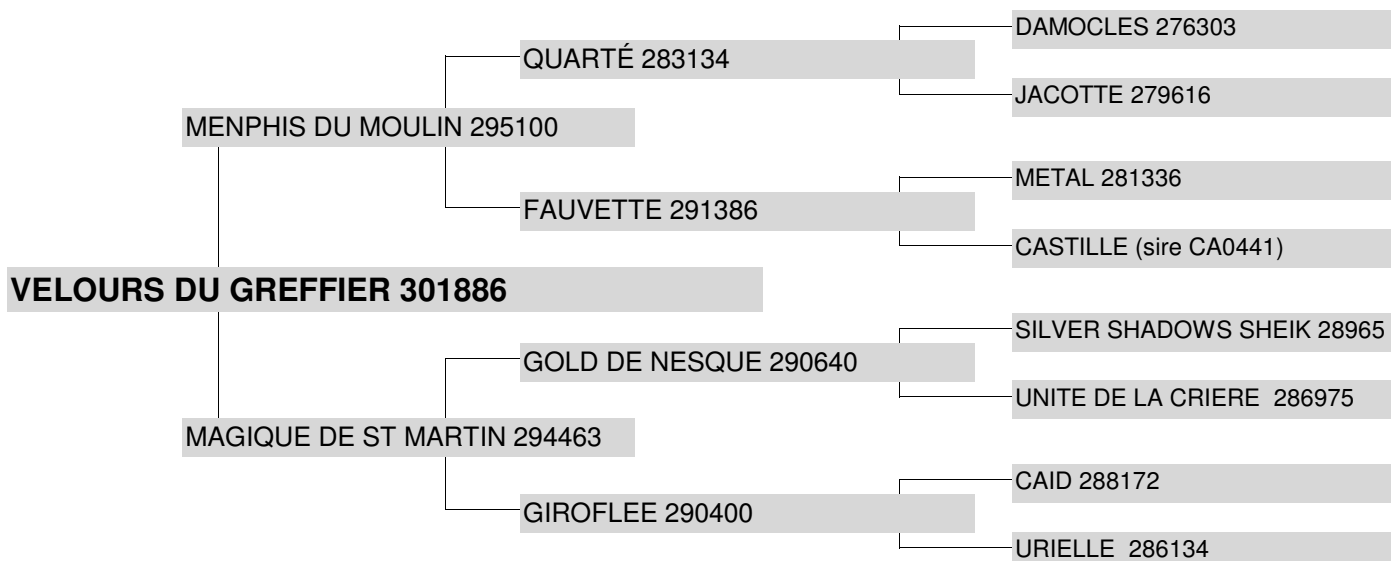 DAMOCLES 276303
QUARTÉ 283134
JACOTTE 279616
MENPHIS DU MOULIN 295100
METAL 281336
FAUVETTE 291386
CASTILLE (sire CA0441)
VELOURS DU GREFFIER 301886
SILVER SHADOWS SHEIK 28965
GOLD DE NESQUE 290640
UNITE DE LA CRIERE 286975
MAGIQUE DE ST MARTIN 294463
CAID 288172
GIROFLEE 290400
URIELLE 286134